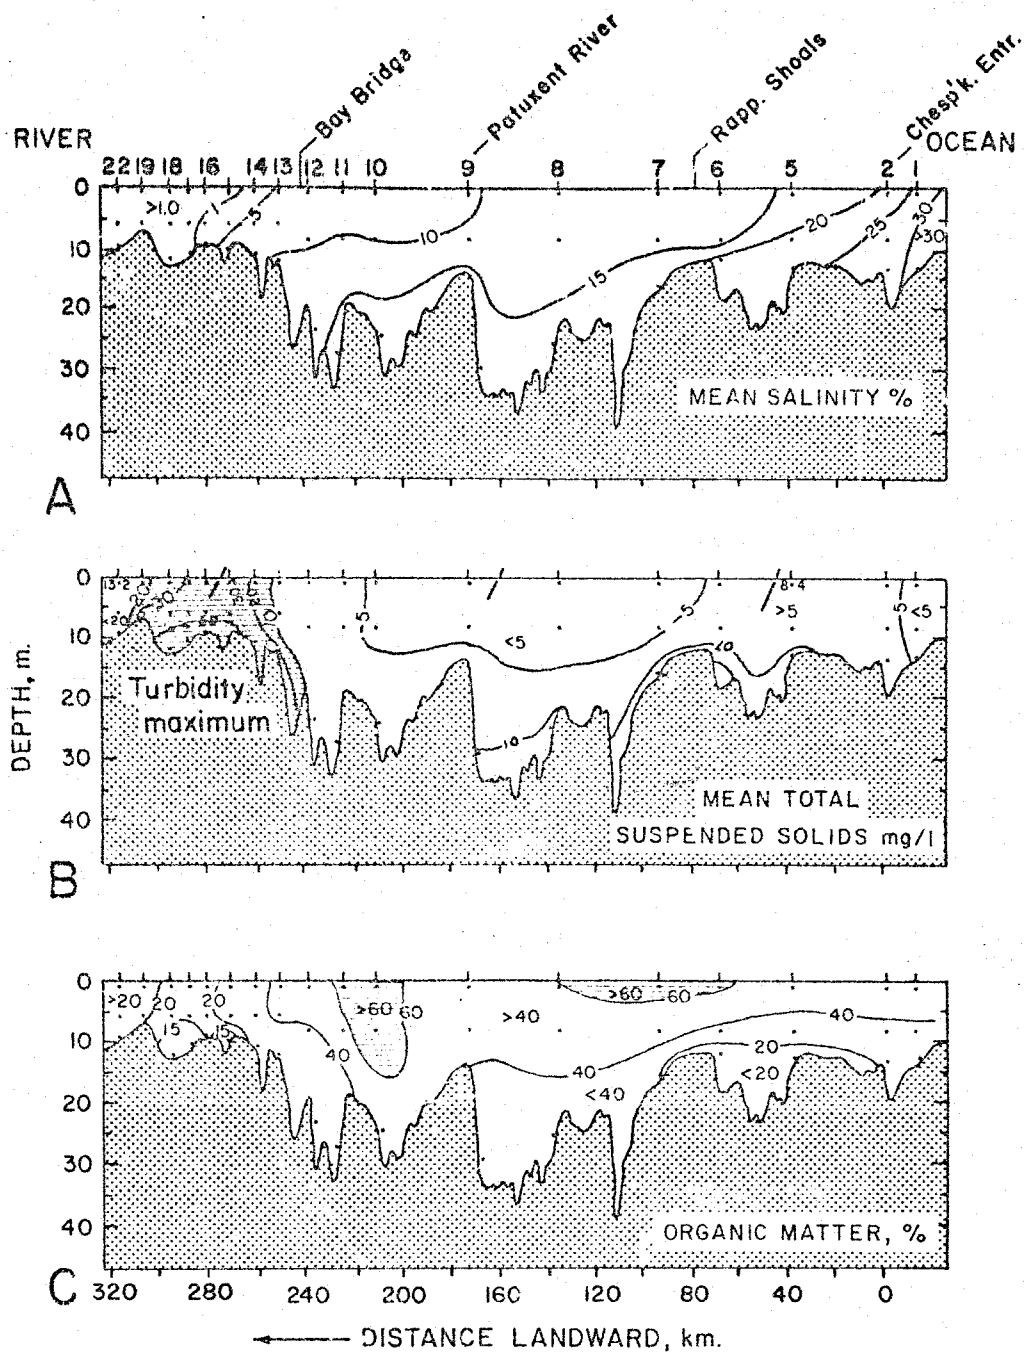 Bay Bridge
Patuxent River
Rapp. Shoals
Chesp'k. Entr.
RIVER
OCEAN
22 19 18 16 14 13 12 11 10 9 8 7 6 5 2 1
0
>1.0 1 5 10 15 20 25 30 >30
10
20
30
40
MEAN SALINITY %
A
0
10
20
30
40
5 <5 5 8·4 >5 5 <5
10 10
Turbidity
maximum
DEPTH, m.
MEAN TOTAL
SUSPENDED SOLIDS mg/l
B
0
>20 20 20 >60 60 >40 >60 60 40
15 15
10
40 40 <40 20 <20
20
30
40
ORGANIC MATTER, %
C
320 280 240 200 160 120 80 40 0
DISTANCE LANDWARD, km.